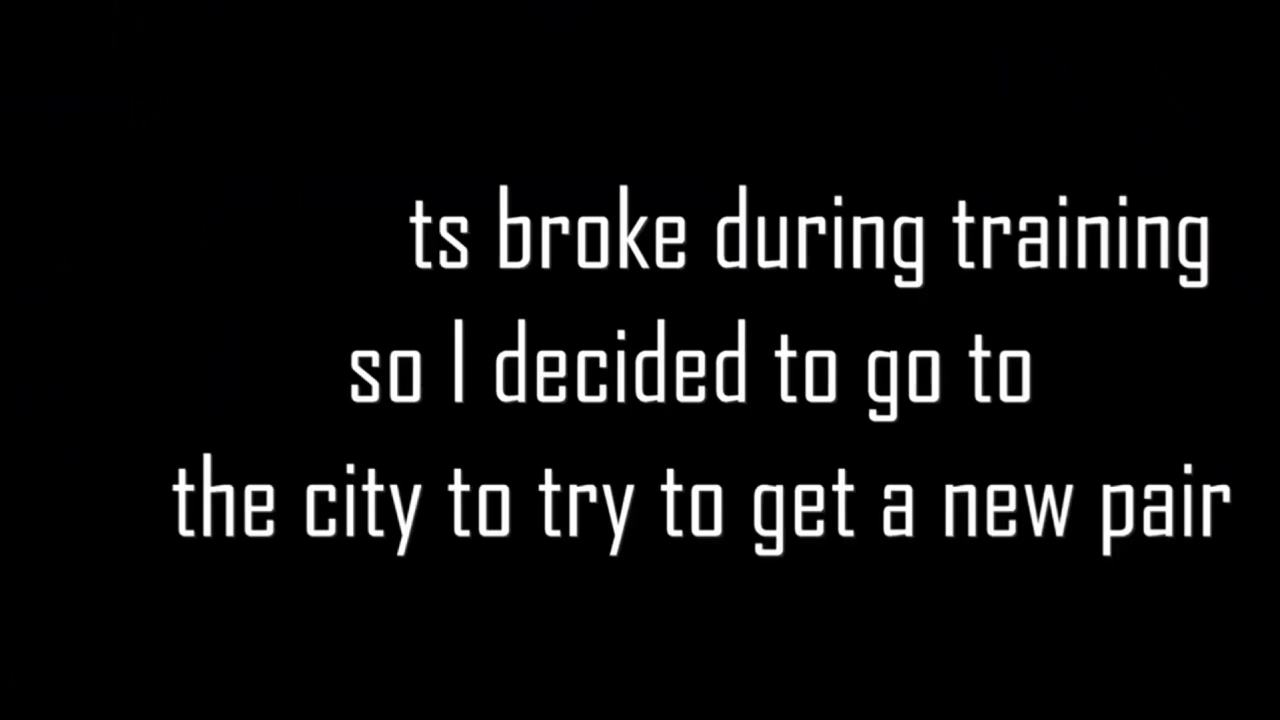 ts broke during training
so I decided to go to
the city to try to get a new pair